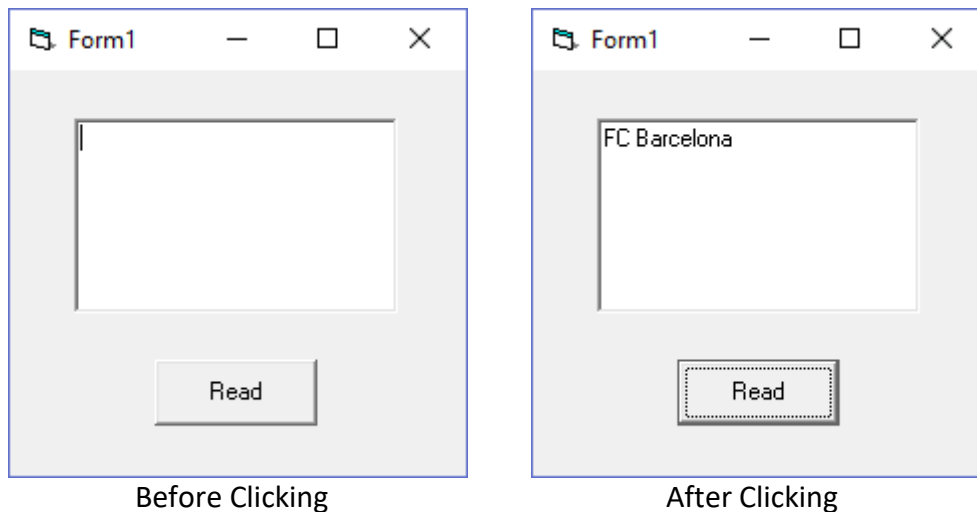 Form1
Form1
FC Barcelona
Read
Read
Before Clicking
After Clicking